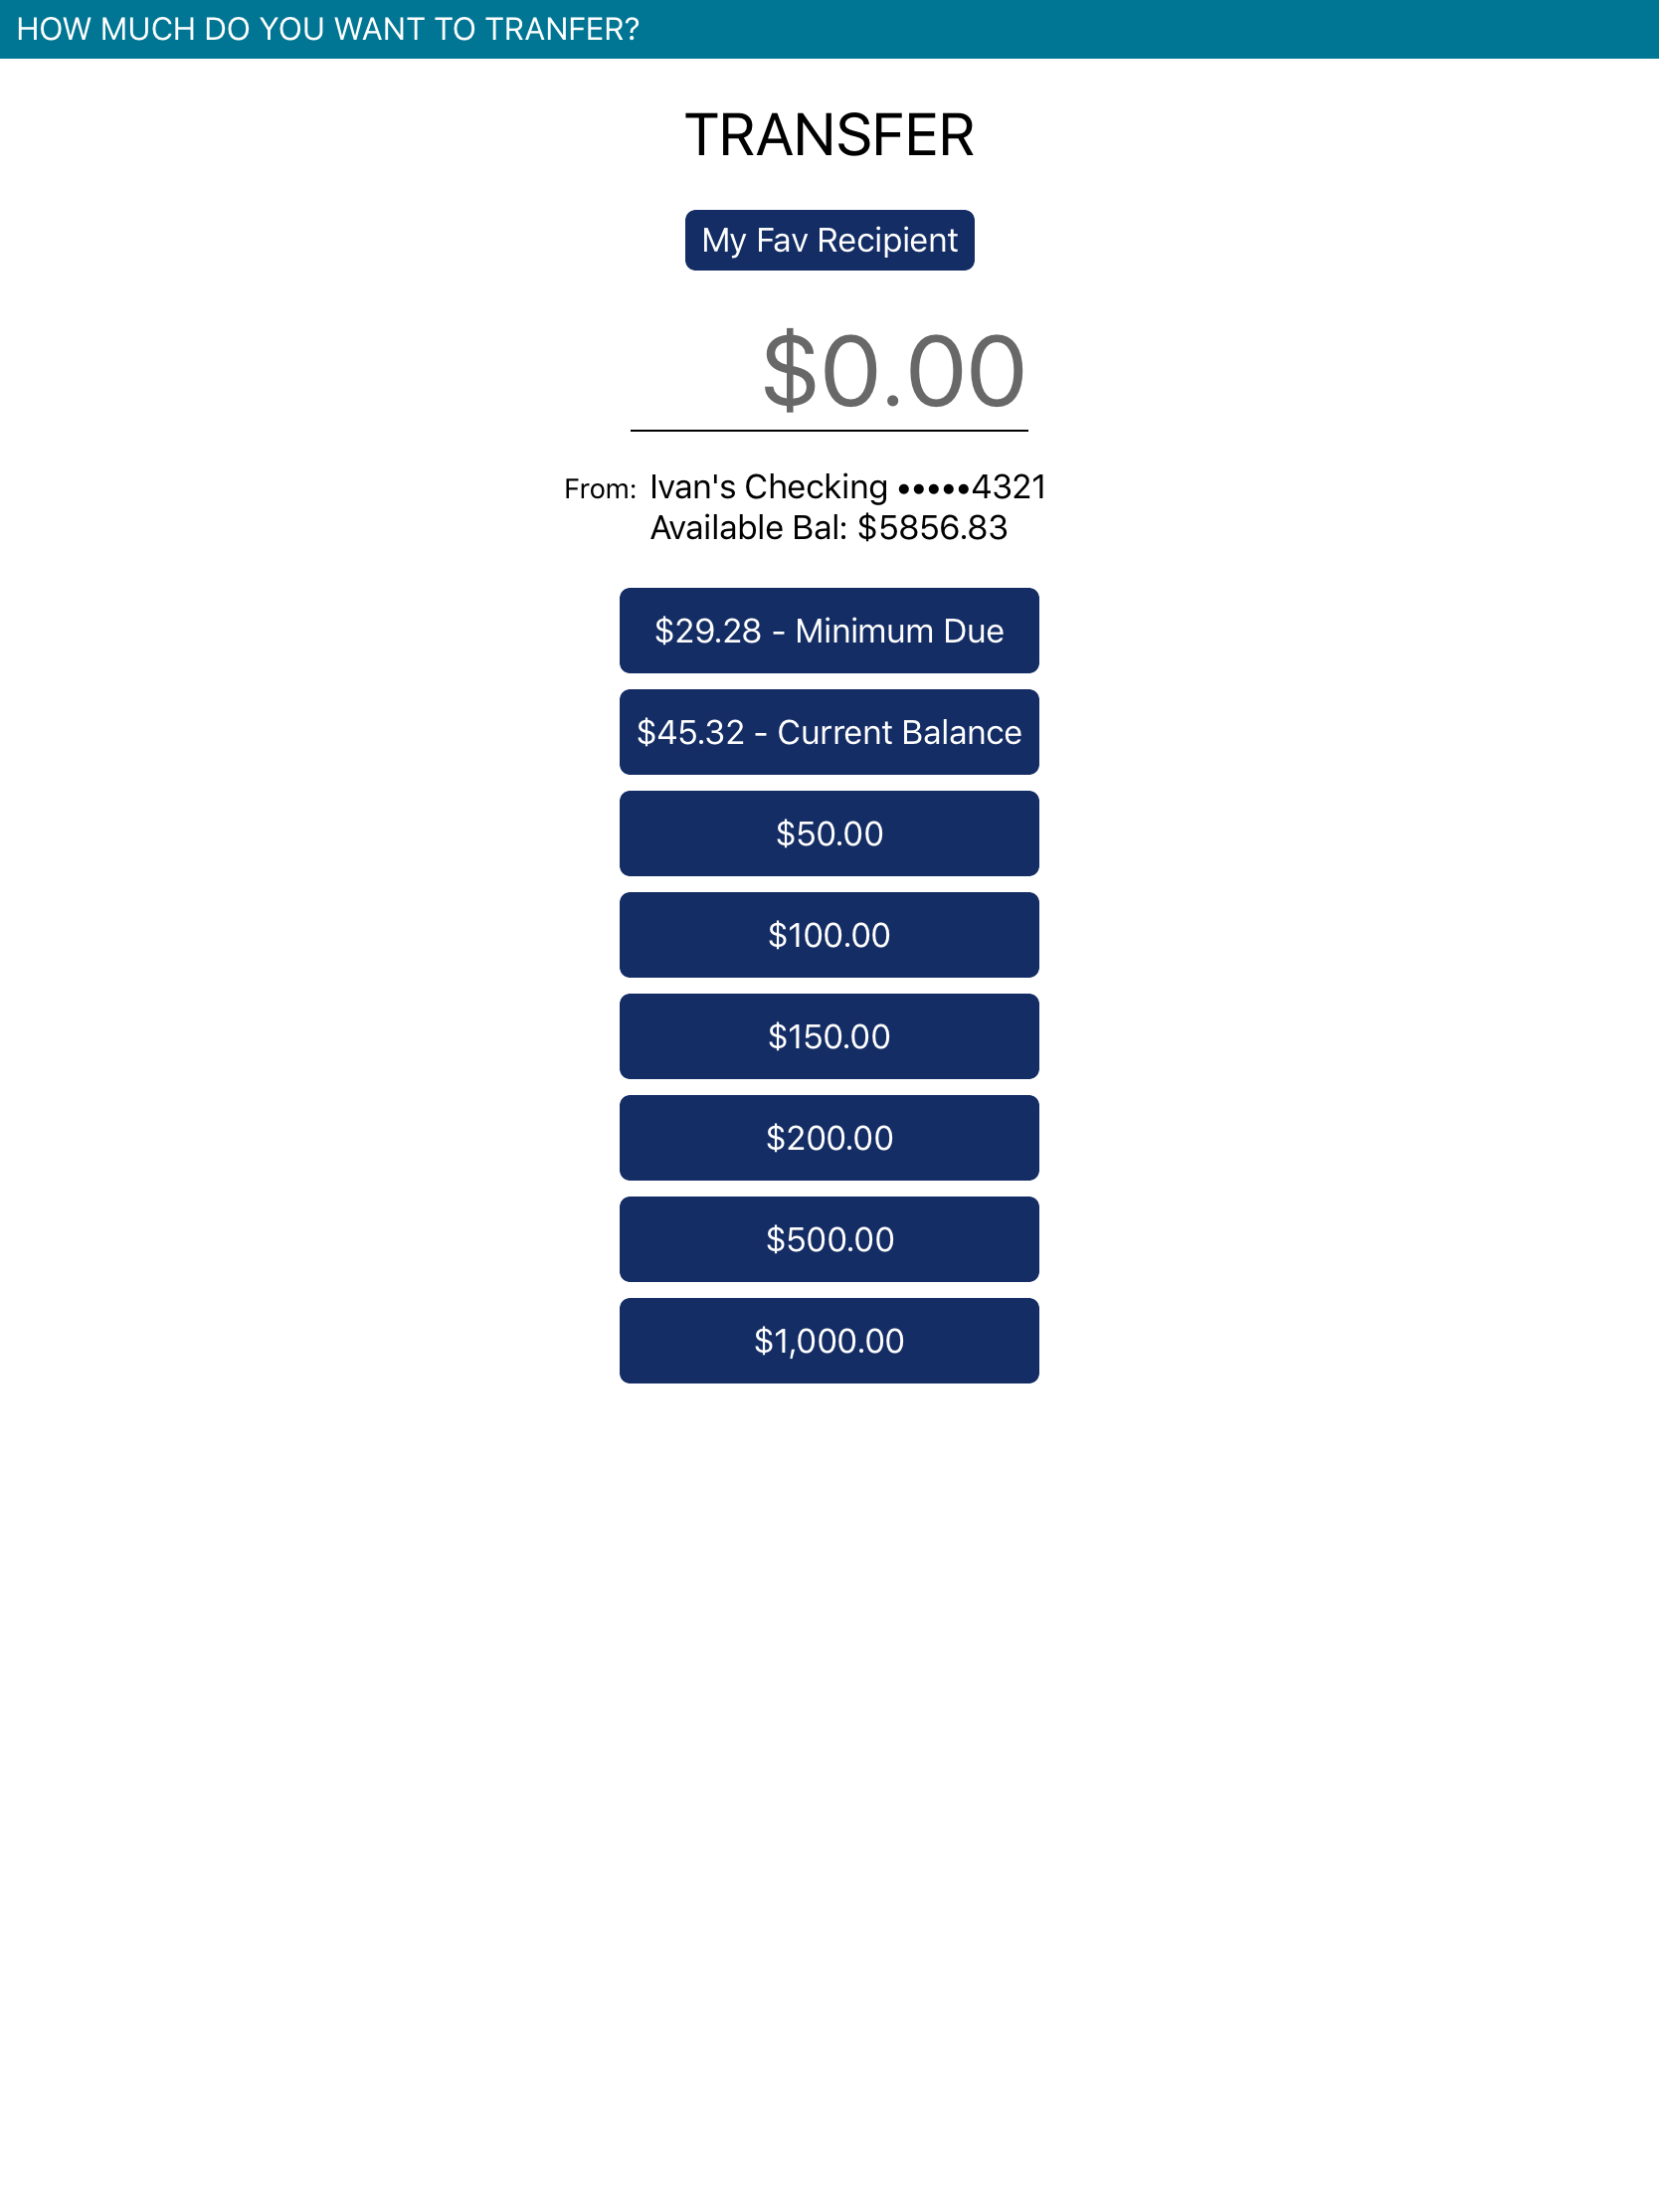 HOW MUCH DO YOU WANT TO TRANFER?
TRANSFER
My Fav Recipient
$0.00
From: Ivan's Checking •••••4321
Available Bal: $5856.83
$29.28 - Minimum Due
$45.32 - Current Balance
$50.00
$100.00
$150.00
$200.00
$500.00
$1,000.00